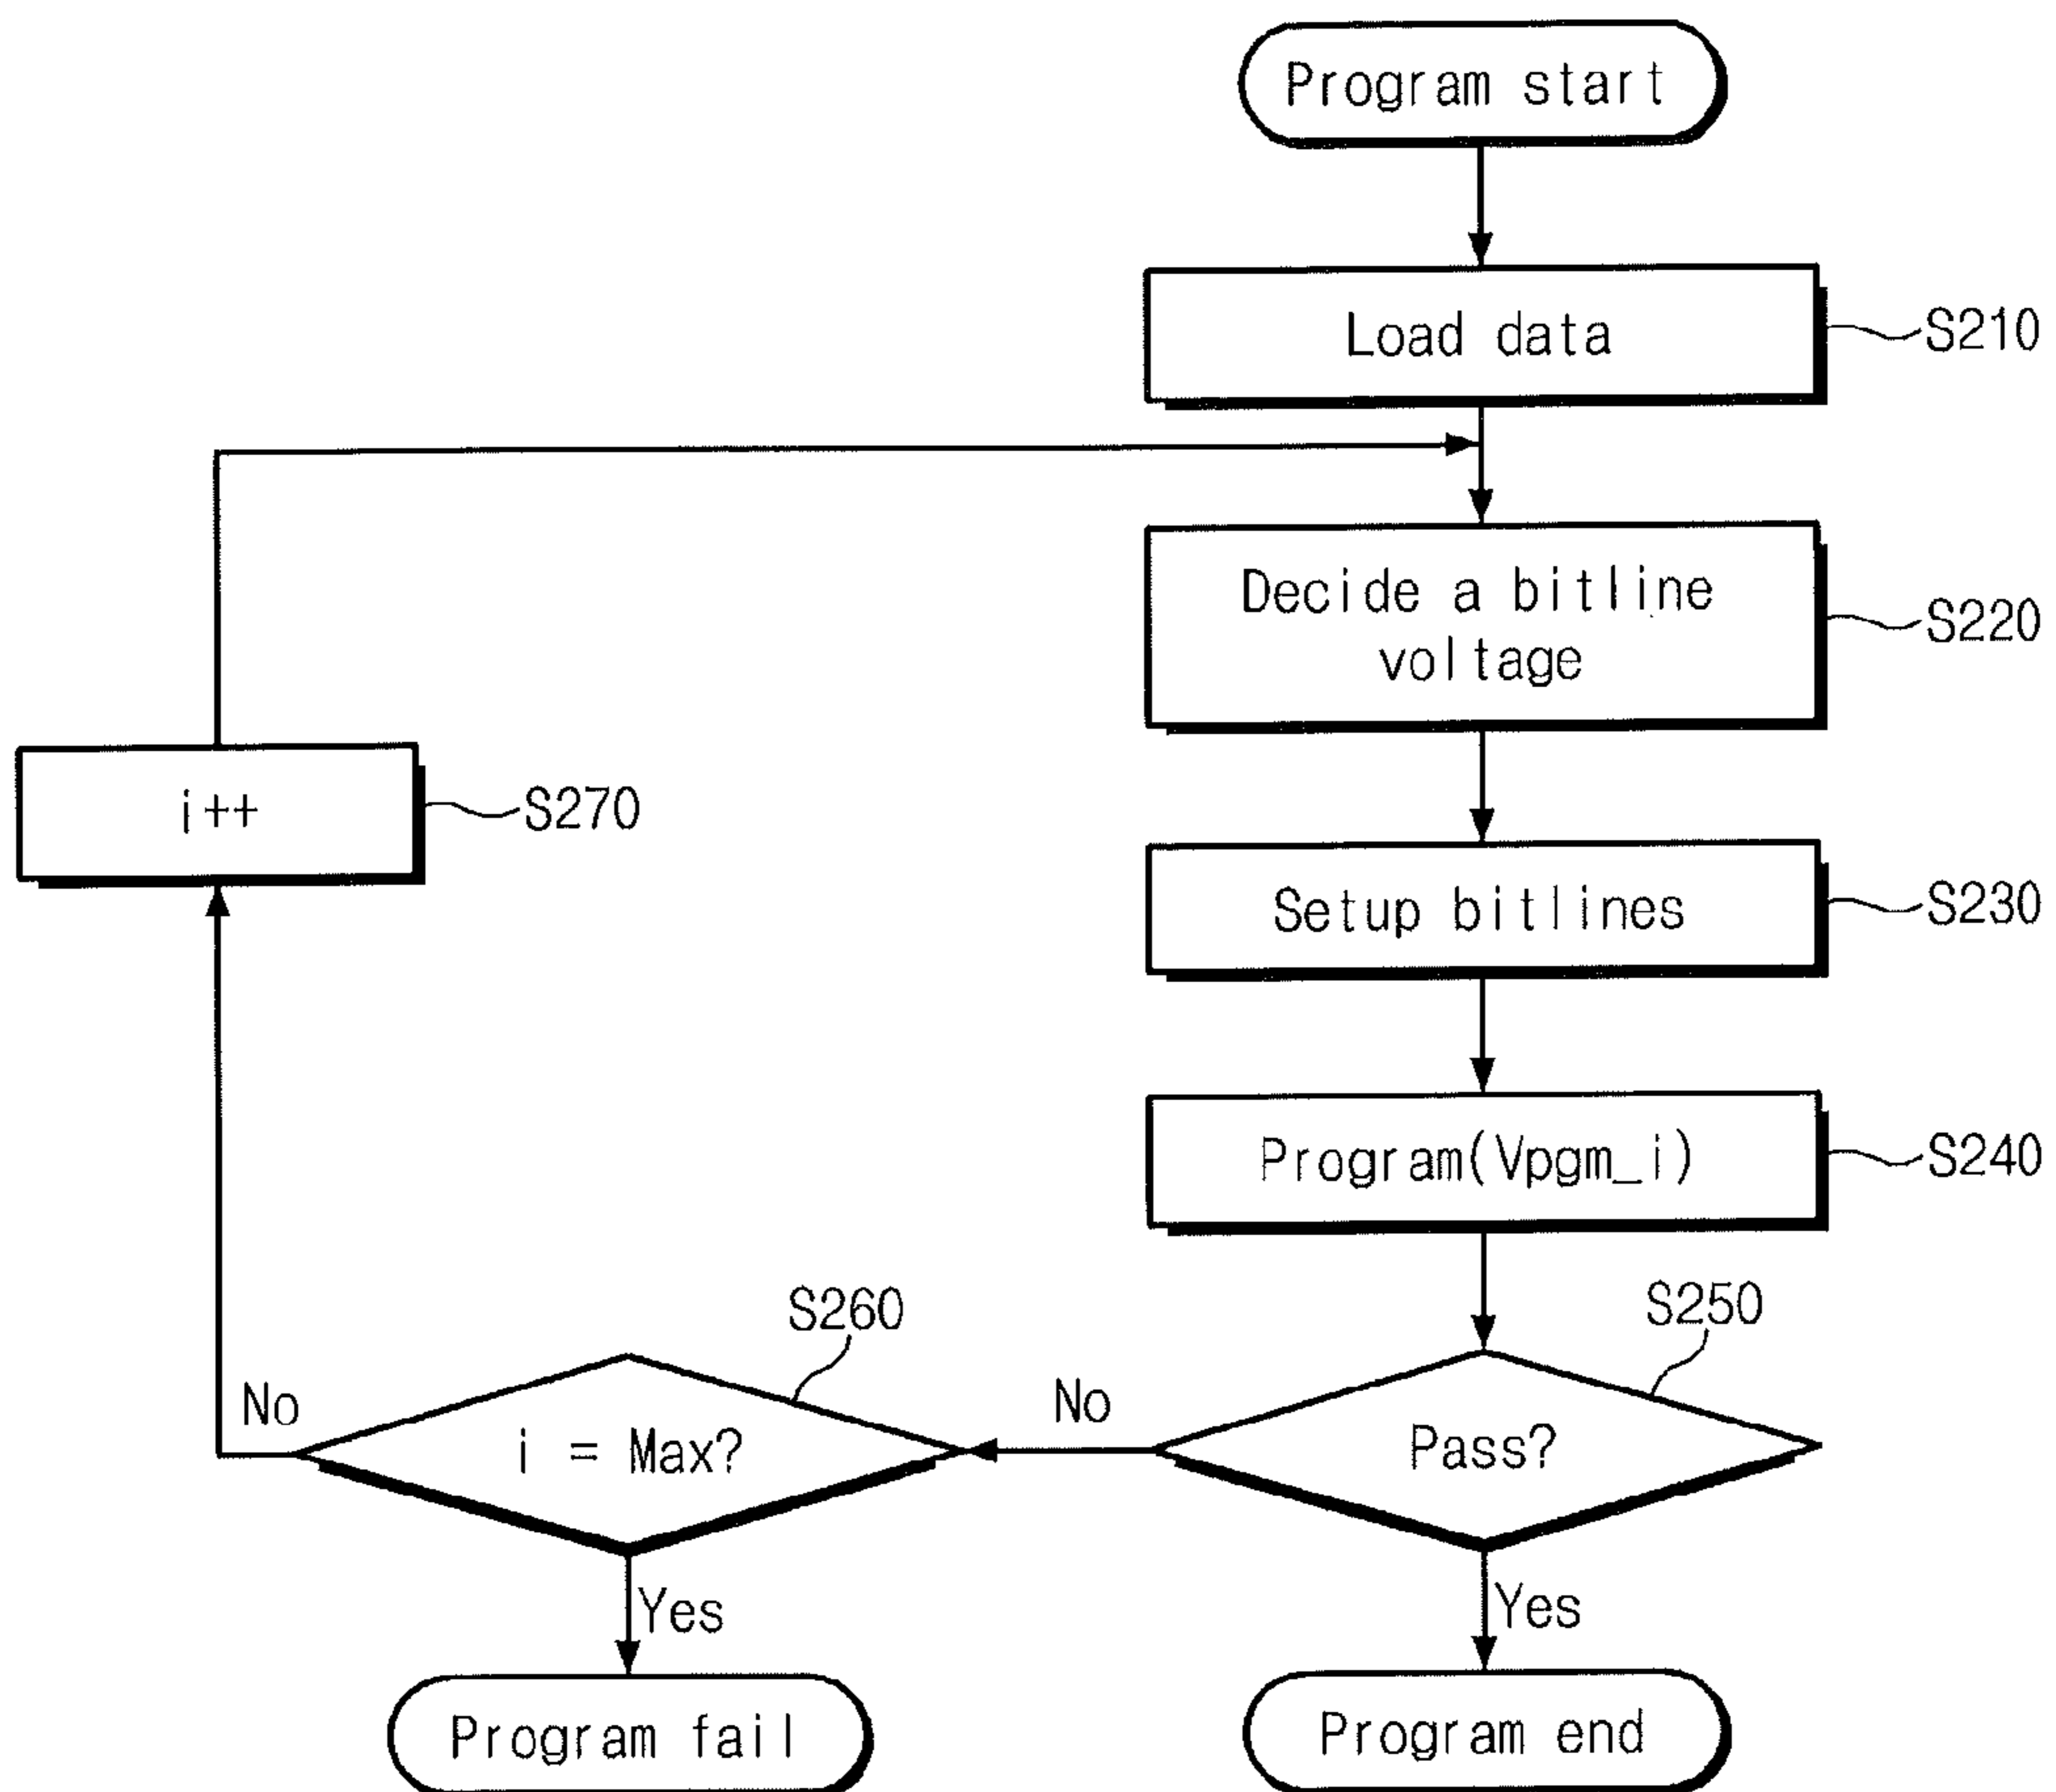 Program start
Load data
S210
Decide a bitline
voltage
S220
i++
S270
Setup bitlines
S230
Program(Vpgm_i)
S240
S260
S250
No
i = Max?
No
Pass?
Yes
Yes
Program fail
Program end